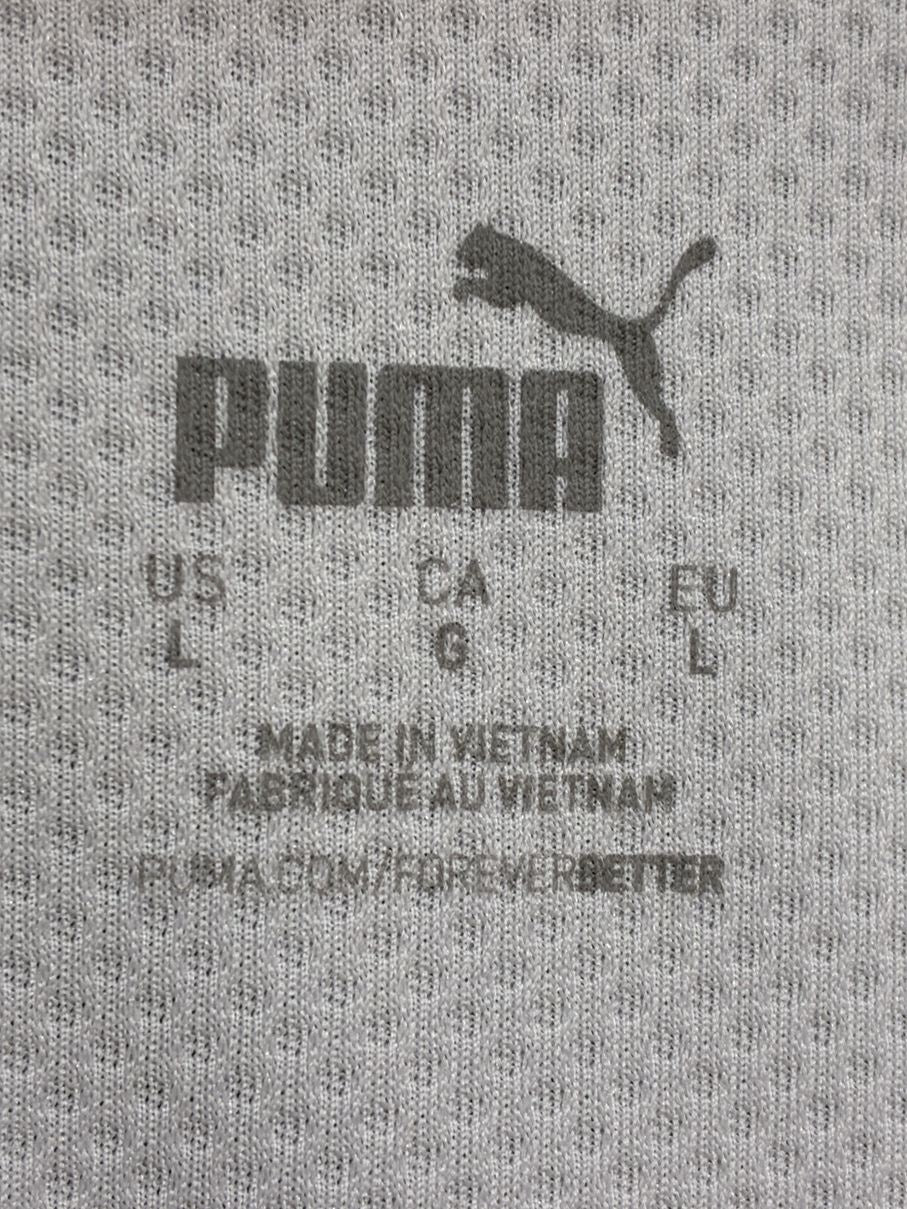 PUMA
US CA EU
L G L
MADE IN VIETNAM
FABRIQUÉ AU VIETNAM
PUMA.COM/FOREVERBETTER